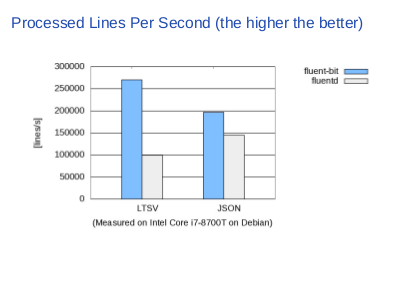 Processed Lines Per Second (the higher the better)
300000
250000
200000
150000
100000
50000
0
[lines/s]
LTSV
JSON
(Measured on Intel Core i7-8700T on Debian)
fluent-bit
fluentd